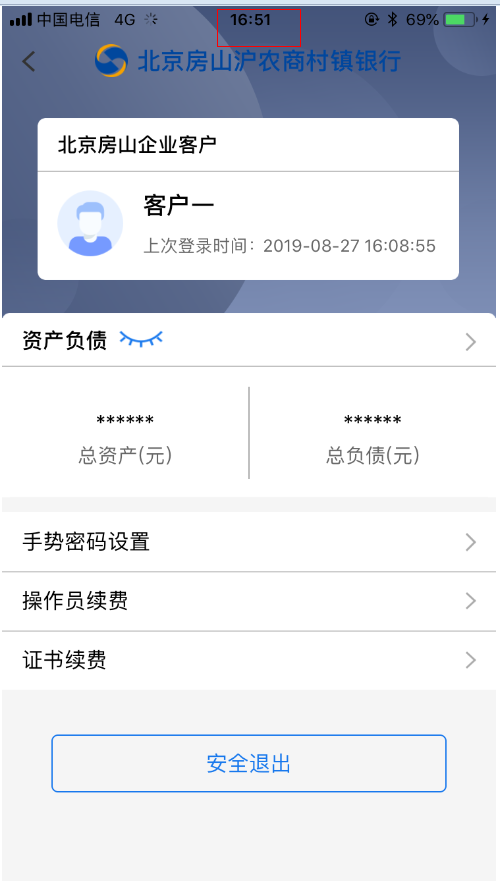 中国电信 4G 16:51 69%
北京房山沪农商村镇银行
北京房山企业客户
客户一
上次登录时间：2019-08-27 16:08:55
资产负债
****** ******
总资产(元) 总负债(元)
手势密码设置
操作员续费
证书续费
安全退出